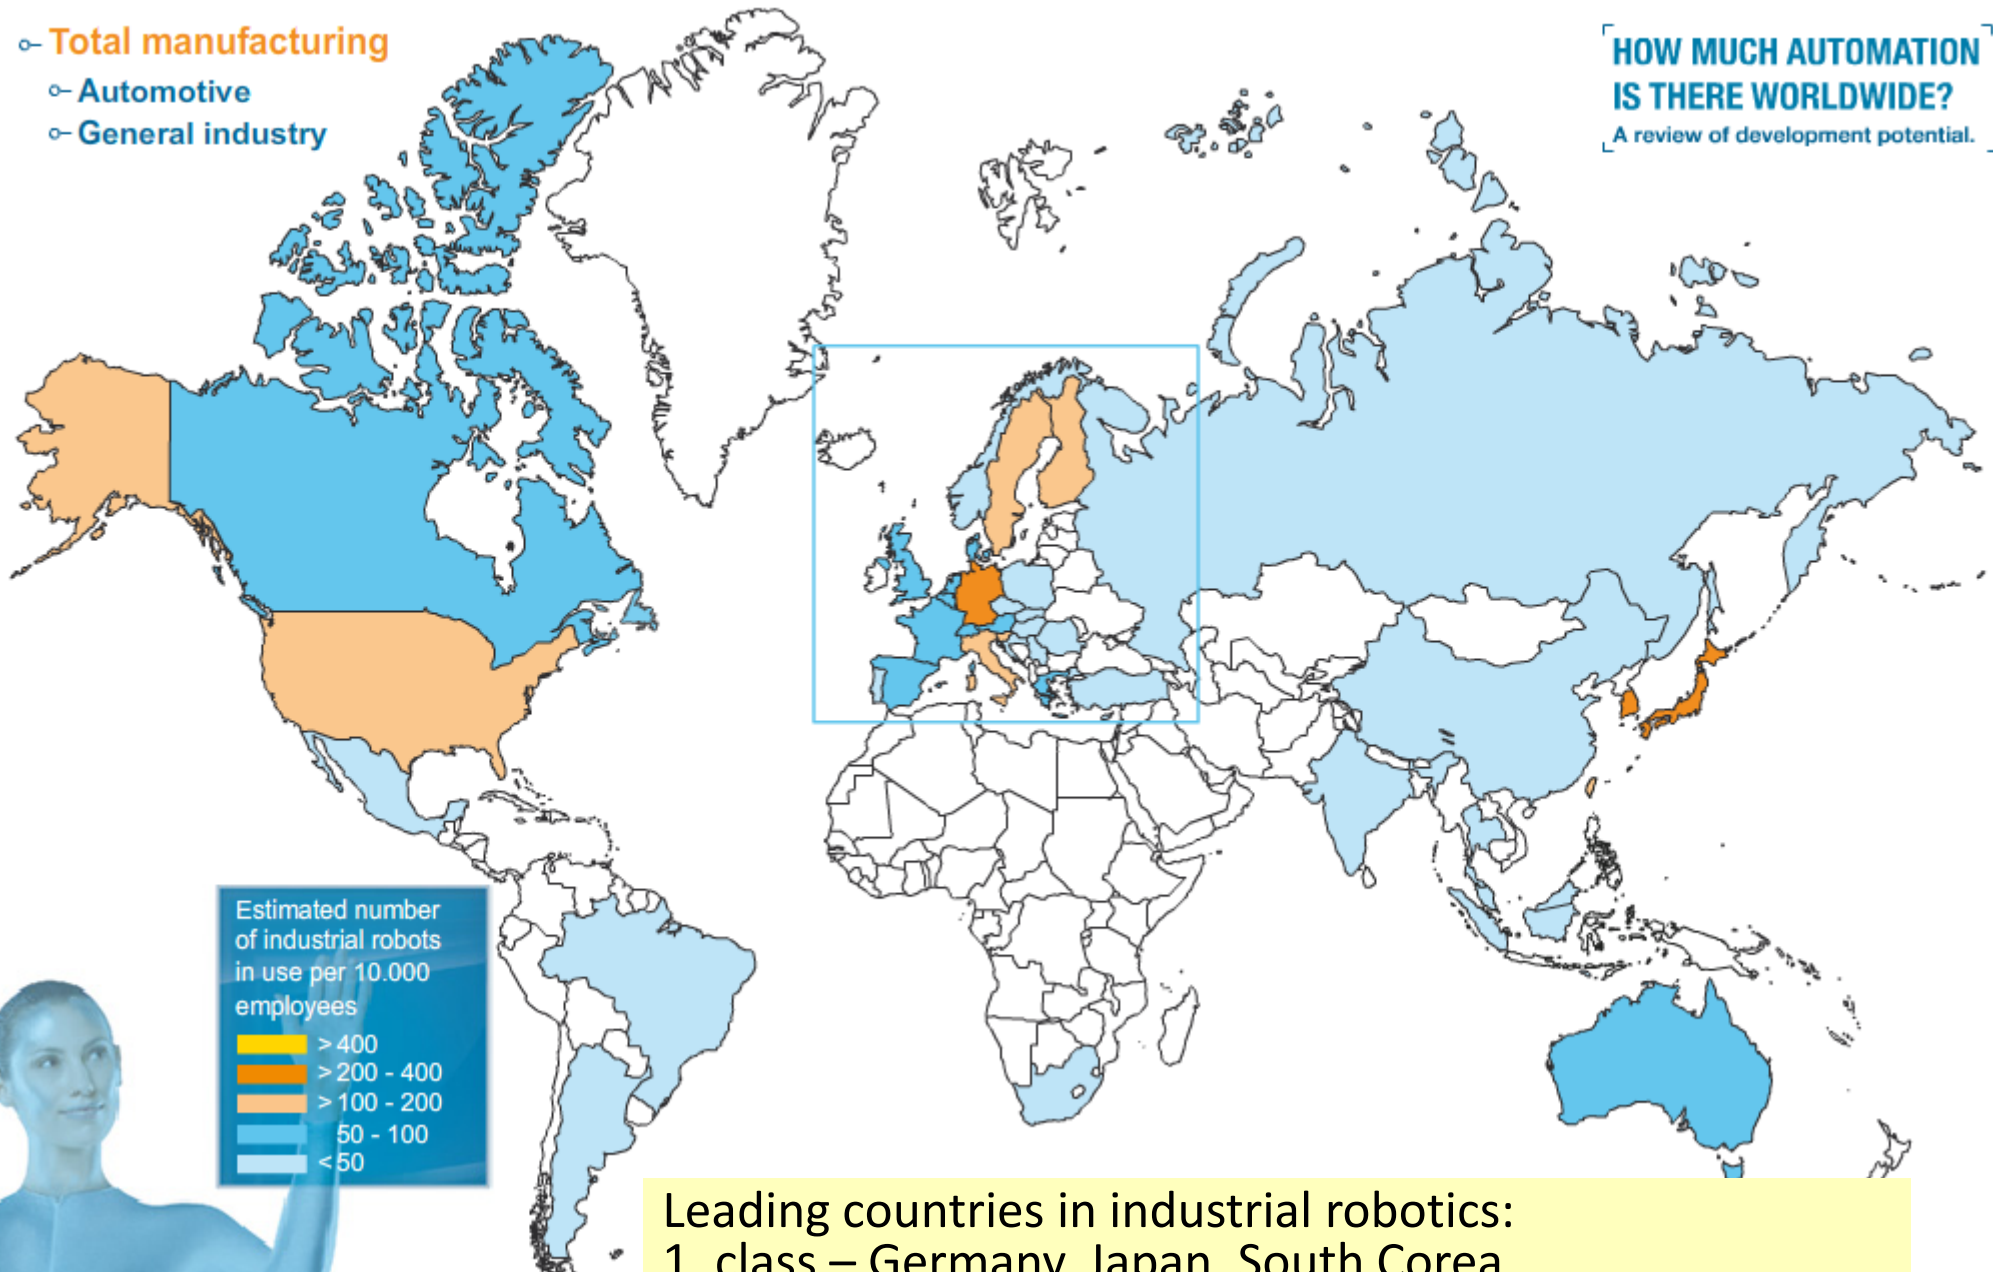 Total manufacturing
Automotive
General industry
HOW MUCH AUTOMATION
IS THERE WORLDWIDE?
A review of development potential.
Estimated number
of industrial robots
in use per 10.000
employees
> 400
> 200 - 400
> 100 - 200
50 - 100
< 50
Leading countries in industrial robotics:
1. class – Germany, Japan, South Corea